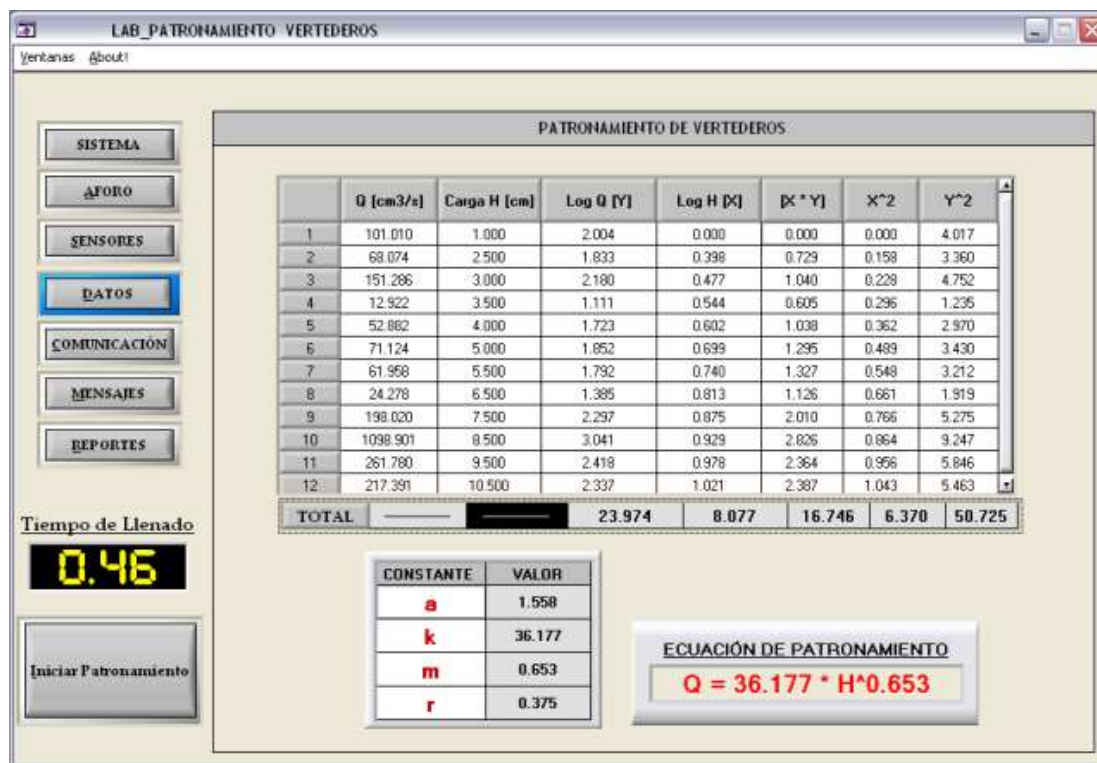 LAB_PATRONAMIENTO VERTEDEROS
Ventanas About!
SISTEMA
AFORO
SENSORES
DATOS
COMUNICACIÓN
MENSAJES
REPORTES
Tiempo de Llenado
0.46
Iniciar Patronamiento
PATRONAMIENTO DE VERTEDEROS
Q [cm3/s] Carga H [cm] Log Q [Y] Log H [X] [X * Y] X^2 Y^2
1 101.010 1.000 2.004 0.000 0.000 0.000 4.017
2 68.074 2.500 1.833 0.398 0.729 0.158 3.360
3 151.286 3.000 2.180 0.477 1.040 0.228 4.752
4 12.922 3.500 1.111 0.544 0.605 0.296 1.235
5 52.882 4.000 1.723 0.602 1.038 0.362 2.970
6 71.124 5.000 1.852 0.699 1.295 0.489 3.430
7 61.958 5.500 1.792 0.740 1.327 0.548 3.212
8 24.278 6.500 1.385 0.813 1.126 0.661 1.919
9 198.020 7.500 2.297 0.875 2.010 0.766 5.275
10 1098.901 8.500 3.041 0.929 2.826 0.864 9.247
11 261.780 9.500 2.418 0.978 2.364 0.956 5.846
12 217.391 10.500 2.337 1.021 2.387 1.043 5.463
TOTAL 23.974 8.077 16.746 6.370 50.725
CONSTANTE VALOR
a 1.558
k 36.177
m 0.653
r 0.375
ECUACIÓN DE PATRONAMIENTO
Q = 36.177 * H^0.653